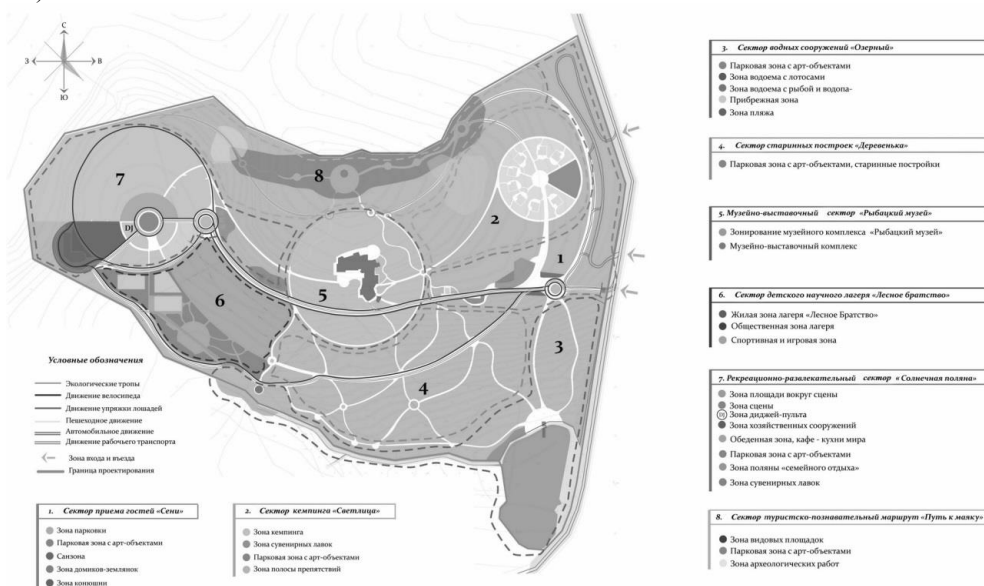 С
З
В
Ю
7
8
2
1
5
6
3
4
DJ
Условные обозначения
Экологические тропы
Движение велосипеда
Движение упряжки лошадей
Пешеходное движение
Автомобильное движение
Движение рабочего транспорта
Зона входа и въезда
Граница проектирования
1. Сектор приема гостей «Сени»
Зона парковки
Парковая зона с арт-объектами
Санзона
Зона домиков-землянок
Зона конюшни
2. Сектор кемпинга «Светлица»
Зона кемпинга
Зона сувенирных лавок
Парковая зона с арт-объектами
Зона полосы препятствий
3. Сектор водных сооружений «Озерный»
Парковая зона с арт-объектами
Зона водоема с лотосами
Зона водоема с рыбой и водопа-
Прибрежная зона
Зона пляжа
4. Сектор старинных построек «Деревенька»
Парковая зона с арт-объектами, старинные постройки
5. Музейно-выставочный сектор «Рыбацкий музей»
Зонирование музейного комплекса «Рыбацкий музей»
Музейно-выставочный комплекс
6. Сектор детского научного лагеря «Лесное братство»
Жилая зона лагеря «Лесное Братство»
Общественная зона лагеря
Спортивная и игровая зона
7. Рекреационно-развлекательный сектор «Солнечная поляна»
Зона площади вокруг сцены
Зона сцены
DJ Зона диджей-пульта
Зона хозяйственных сооружений
Обеденная зона, кафе - кухни мира
Парковая зона с арт-объектами
Зона поляны «семейного отдыха»
Зона сувенирных лавок
8. Сектор туристско-познавательный маршрут «Путь к маяку»
Зона видовых площадок
Парковая зона с арт-объектами
Зона археологических работ